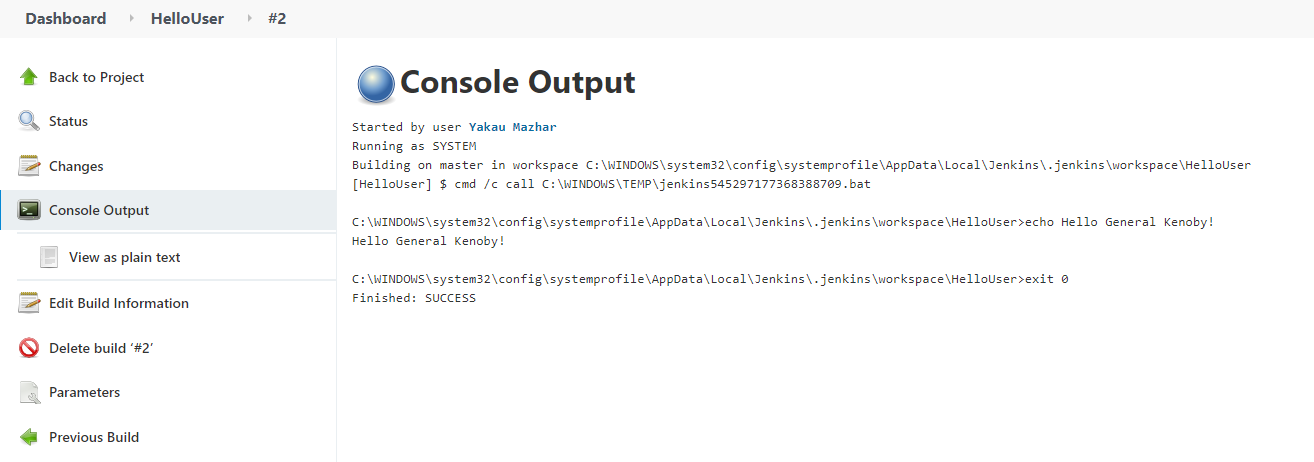 Dashboard
HelloUser
#2
Back to Project
Status
Changes
Console Output
View as plain text
Edit Build Information
Delete build ‘#2’
Parameters
Previous Build
Console Output
Started by user Yakau Mazhar
Running as SYSTEM
Building on master in workspace C:\WINDOWS\system32\config\systemprofile\AppData\Local\Jenkins\.jenkins\workspace\HelloUser
[HelloUser] $ cmd /c call C:\WINDOWS\TEMP\jenkins545297177368388709.bat
C:\WINDOWS\system32\config\systemprofile\AppData\Local\Jenkins\.jenkins\workspace\HelloUser>echo Hello General Kenoby!
Hello General Kenoby!
C:\WINDOWS\system32\config\systemprofile\AppData\Local\Jenkins\.jenkins\workspace\HelloUser>exit 0
Finished: SUCCESS